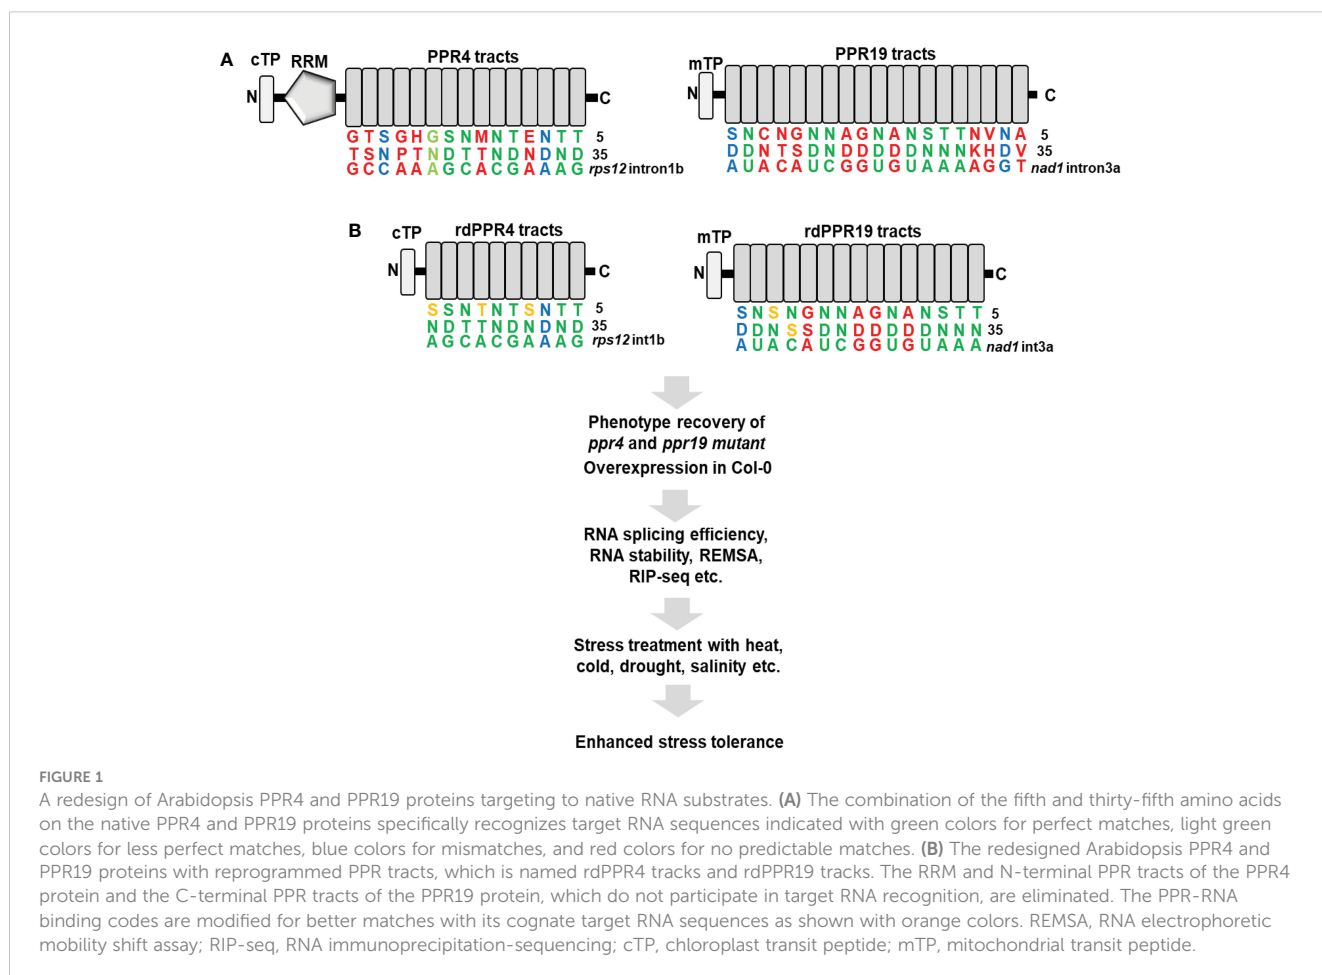 A
cTP
RRM
PPR4 tracts
N
C
G T S G H G S N M N T E N T T 5
T S N P T N D T T N D N D N D 35
G C C A A A G C A C G A A A G rps12 intron1b
mTP
PPR19 tracts
N
C
S N C N G N N A G N A N S T T N V N A 5
D D N T S D N D D D D D N N N K H D V 35
A U A C A U C G G U G U A A A A G G T nad1 intron3a
B
cTP
rdPPR4 tracts
N
C
S S N T N T S N T T 5
N D T T N D N D N D 35
A G C A C G A A A G rps12 int1b
mTP
rdPPR19 tracts
N
C
S N S N G N N A G N A N S T T 5
D D N S S D N D D D D D N N N 35
A U A C A U C G G U G U A A A nad1 int3a
Phenotype recovery of
ppr4 and ppr19 mutant
Overexpression in Col-0
RNA splicing efficiency,
RNA stability, REMSA,
RIP-seq etc.
Stress treatment with heat,
cold, drought, salinity etc.
Enhanced stress tolerance
FIGURE 1
A redesign of Arabidopsis PPR4 and PPR19 proteins targeting to native RNA substrates. (A) The combination of the fifth and thirty-fifth amino acids
on the native PPR4 and PPR19 proteins specifically recognizes target RNA sequences indicated with green colors for perfect matches, light green
colors for less perfect matches, blue colors for mismatches, and red colors for no predictable matches. (B) The redesigned Arabidopsis PPR4 and
PPR19 proteins with reprogrammed PPR tracts, which is named rdPPR4 tracks and rdPPR19 tracks. The RRM and N-terminal PPR tracts of the PPR4
protein and the C-terminal PPR tracts of the PPR19 protein, which do not participate in target RNA recognition, are eliminated. The PPR-RNA
binding codes are modified for better matches with its cognate target RNA sequences as shown with orange colors. REMSA, RNA electrophoretic
mobility shift assay; RIP-seq, RNA immunoprecipitation-sequencing; cTP, chloroplast transit peptide; mTP, mitochondrial transit peptide.